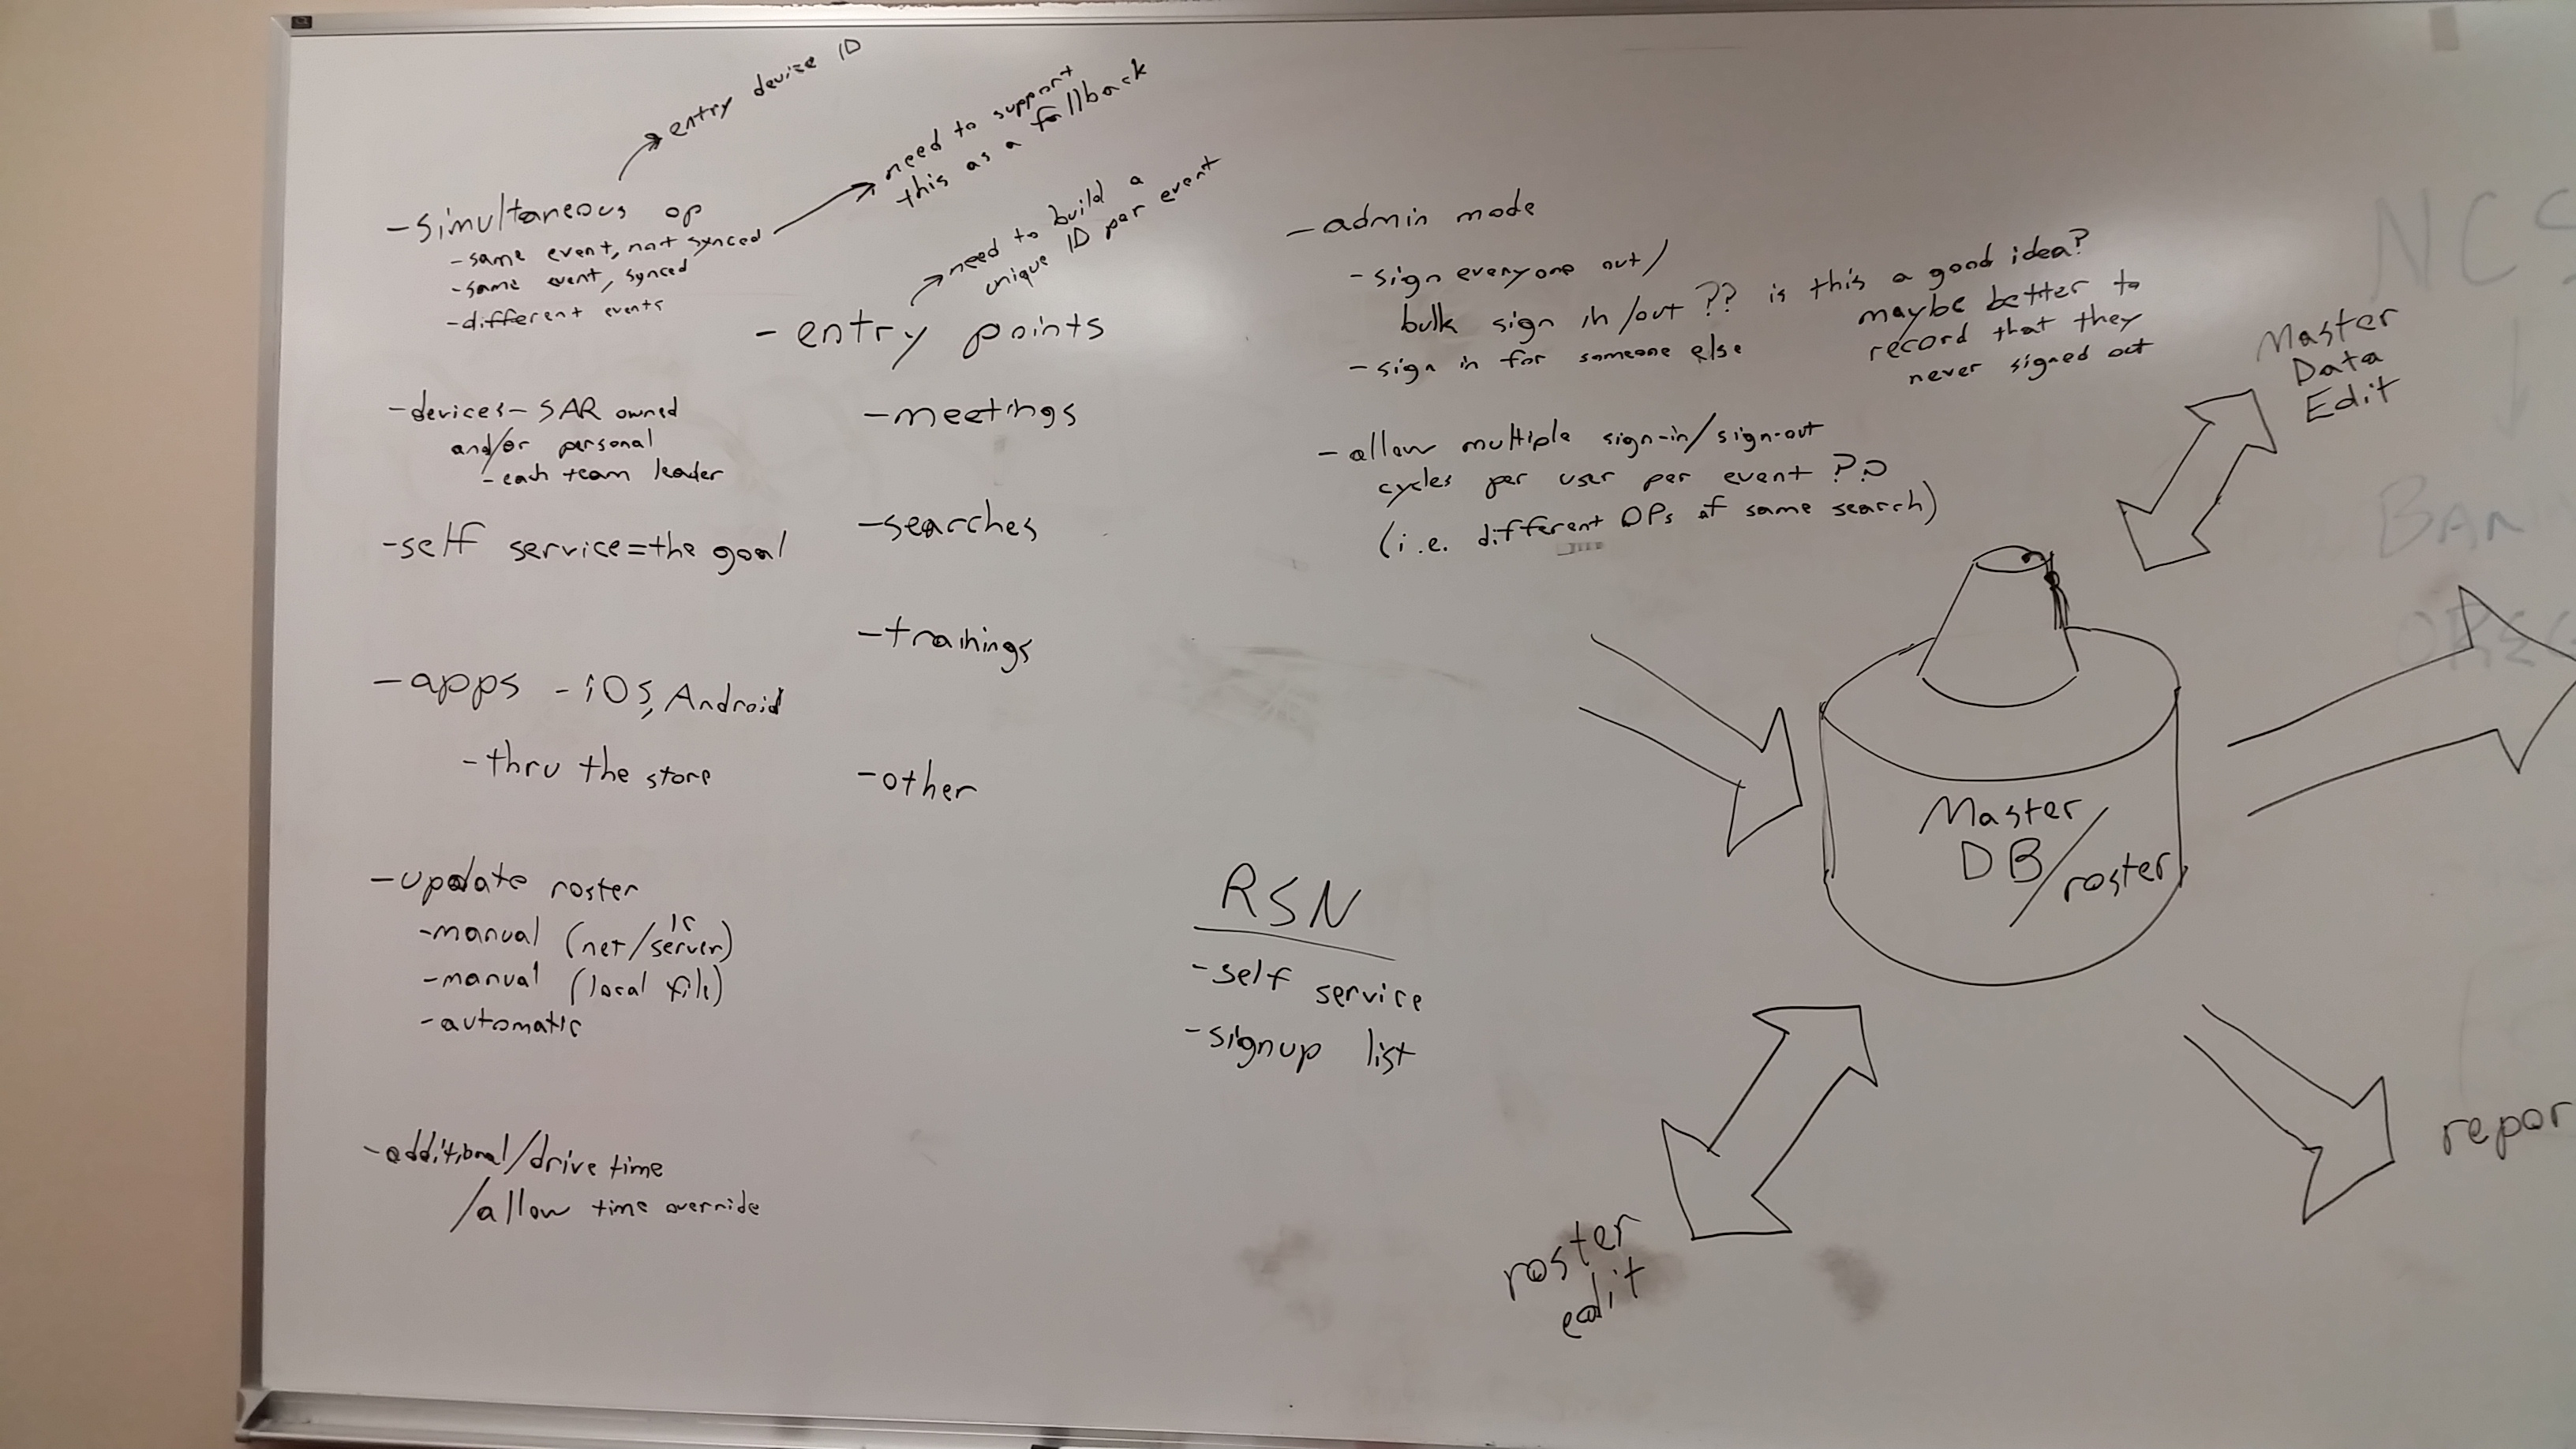 entry device ID
- simultaneous op
- same event, not synced
- same event, synced
- different events
need to support
this as a fallback
need to build a
unique ID per event
- entry points
- meetings
- searches
- trainings
- other
- devices - SAR owned
and/or personal
- each team leader
- self service = the goal
- apps - iOS, Android
- thru the store
- update roster
- manual (net/server)
- manual (local file)
- automatic
- additional/drive time
/allow time override
- admin mode
- sign everyone out/
bulk sign in/out ?? is this a good idea?
maybe better to
record that they
never signed out
- sign in for someone else
- allow multiple sign-in/sign-out
cycles per user per event ??
(i.e. different OPs of same search)
RSN
- self service
- signup list
Master
Data
Edit
Master
DB/
roster
roster
edit
repor
NCS
BAN